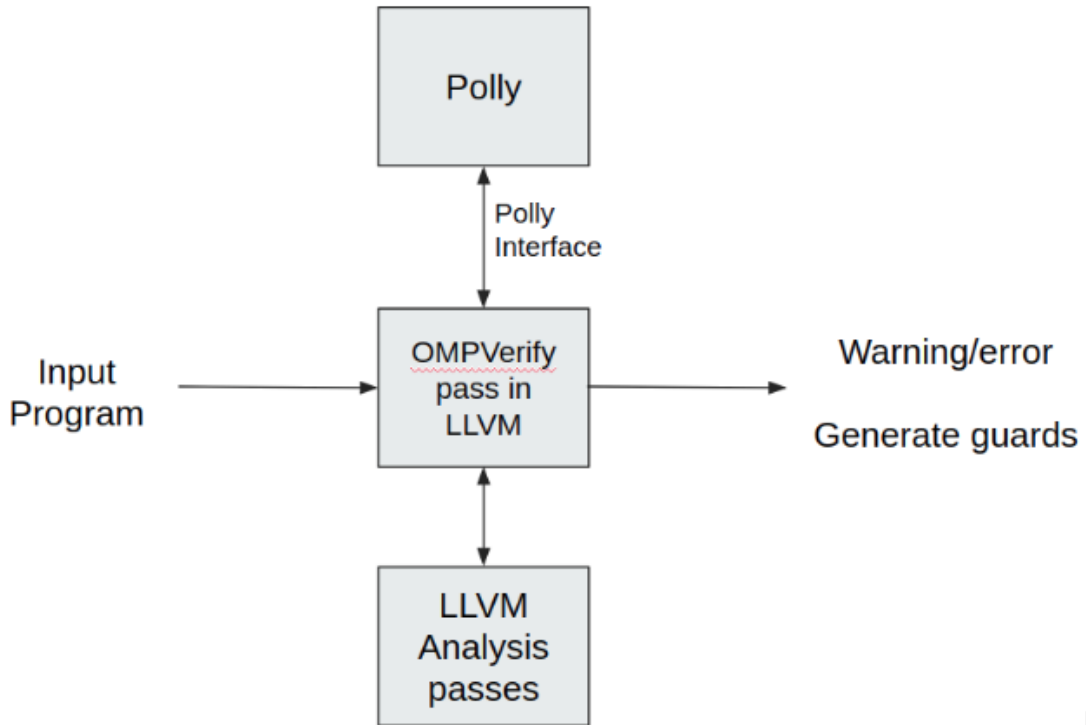 Polly
Polly
Interface
Input
Program
OMPVerify
pass in
LLVM
Warning/error
Generate guards
LLVM
Analysis
passes